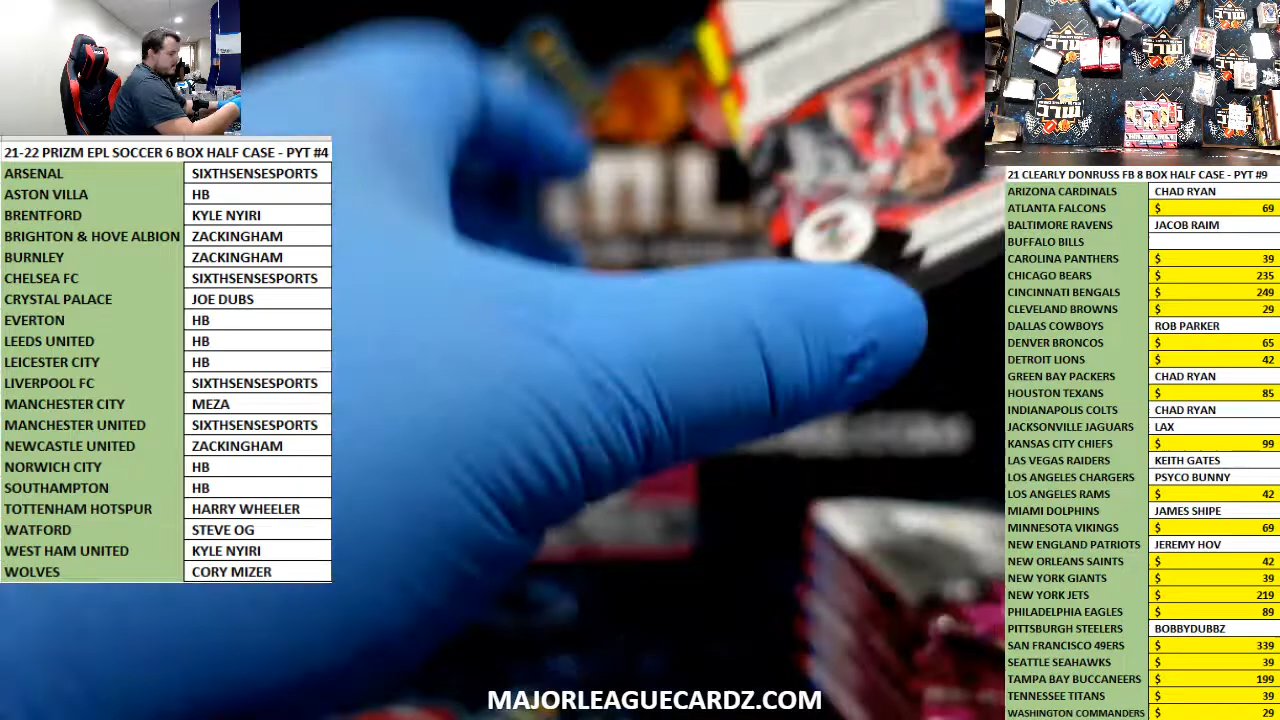 21-22 PRIZM EPL SOCCER 6 BOX HALF CASE - PYT #4
ARSENAL SIXTHSENSESPORTS
ASTON VILLA HB
BRENTFORD KYLE NYIRI
BRIGHTON & HOVE ALBION ZACKINGHAM
BURNLEY ZACKINGHAM
CHELSEA FC SIXTHSENSESPORTS
CRYSTAL PALACE JOE DUBS
EVERTON HB
LEEDS UNITED HB
LEICESTER CITY HB
LIVERPOOL FC SIXTHSENSESPORTS
MANCHESTER CITY MEZA
MANCHESTER UNITED SIXTHSENSESPORTS
NEWCASTLE UNITED ZACKINGHAM
NORWICH CITY HB
SOUTHAMPTON HB
TOTTENHAM HOTSPUR HARRY WHEELER
WATFORD STEVE OG
WEST HAM UNITED KYLE NYIRI
WOLVES CORY MIZER
MLC
21 CLEARLY DONRUSS FB 8 BOX HALF CASE - PYT #9
ARIZONA CARDINALS CHAD RYAN
ATLANTA FALCONS $ 69
BALTIMORE RAVENS JACOB RAIM
BUFFALO BILLS
CAROLINA PANTHERS $ 39
CHICAGO BEARS $ 235
CINCINNATI BENGALS $ 249
CLEVELAND BROWNS $ 29
DALLAS COWBOYS ROB PARKER
DENVER BRONCOS $ 65
DETROIT LIONS $ 42
GREEN BAY PACKERS CHAD RYAN
HOUSTON TEXANS $ 85
INDIANAPOLIS COLTS CHAD RYAN
JACKSONVILLE JAGUARS LAX
KANSAS CITY CHIEFS $ 99
LAS VEGAS RAIDERS KEITH GATES
LOS ANGELES CHARGERS PSYCO BUNNY
LOS ANGELES RAMS $ 42
MIAMI DOLPHINS JAMES SHIPE
MINNESOTA VIKINGS $ 69
NEW ENGLAND PATRIOTS JEREMY HOV
NEW ORLEANS SAINTS $ 42
NEW YORK GIANTS $ 39
NEW YORK JETS $ 219
PHILADELPHIA EAGLES $ 89
PITTSBURGH STEELERS BOBBYDUBBZ
SAN FRANCISCO 49ERS $ 339
SEATTLE SEAHAWKS $ 39
TAMPA BAY BUCCANEERS $ 199
TENNESSEE TITANS $ 39
WASHINGTON COMMANDERS $ 29
MAJORLEAGUECARDZ.COM